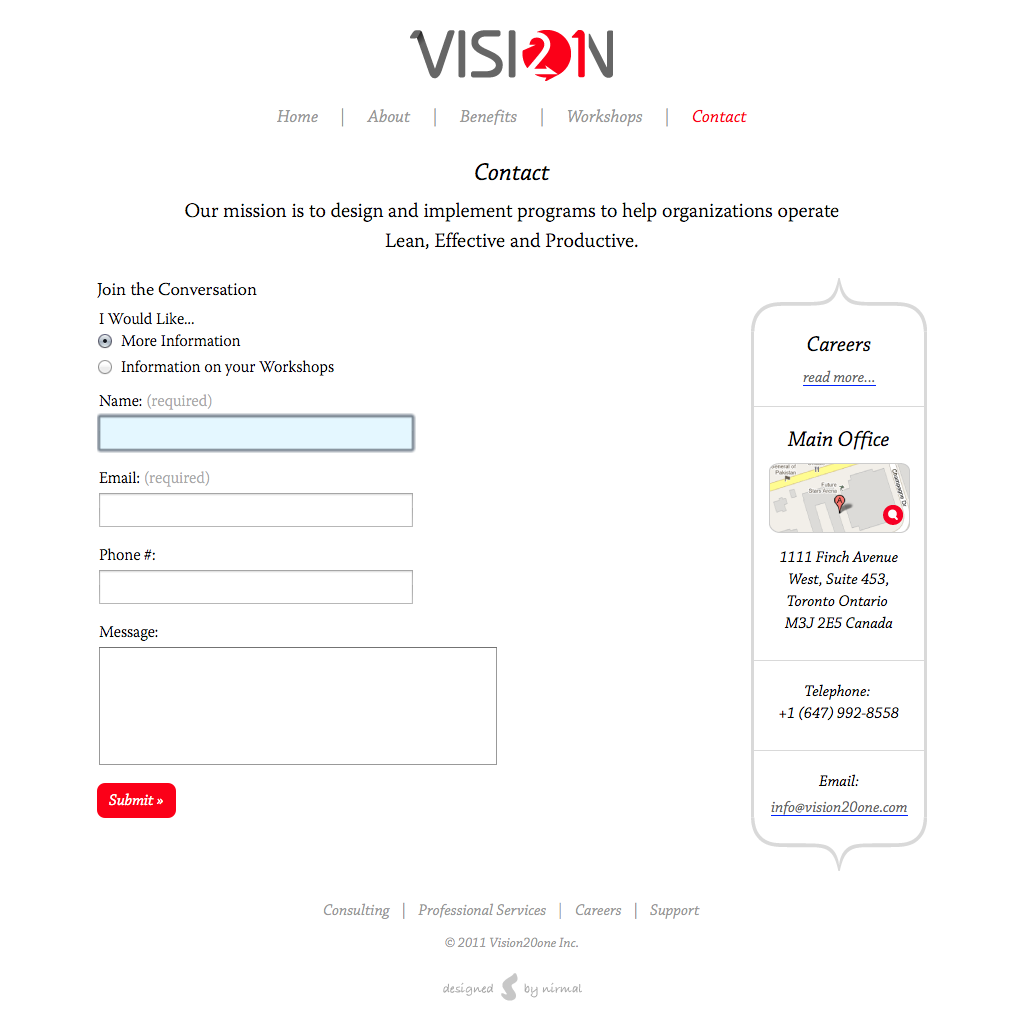 VISI21N
Home | About | Benefits | Workshops | Contact
Contact
Our mission is to design and implement programs to help organizations operate
Lean, Effective and Productive.
Join the Conversation
I Would Like...
More Information
Information on your Workshops
Name: (required)
Email: (required)
Phone #:
Message:
Submit »
Careers
read more...
Main Office
General of
Pakistan
Future
Stars Arena
Champagne Dr
A
1111 Finch Avenue
West, Suite 453,
Toronto Ontario
M3J 2E5 Canada
Telephone:
+1 (647) 992-8558
Email:
info@vision20one.com
Consulting | Professional Services | Careers | Support
© 2011 Vision20one Inc.
designed by nirmal